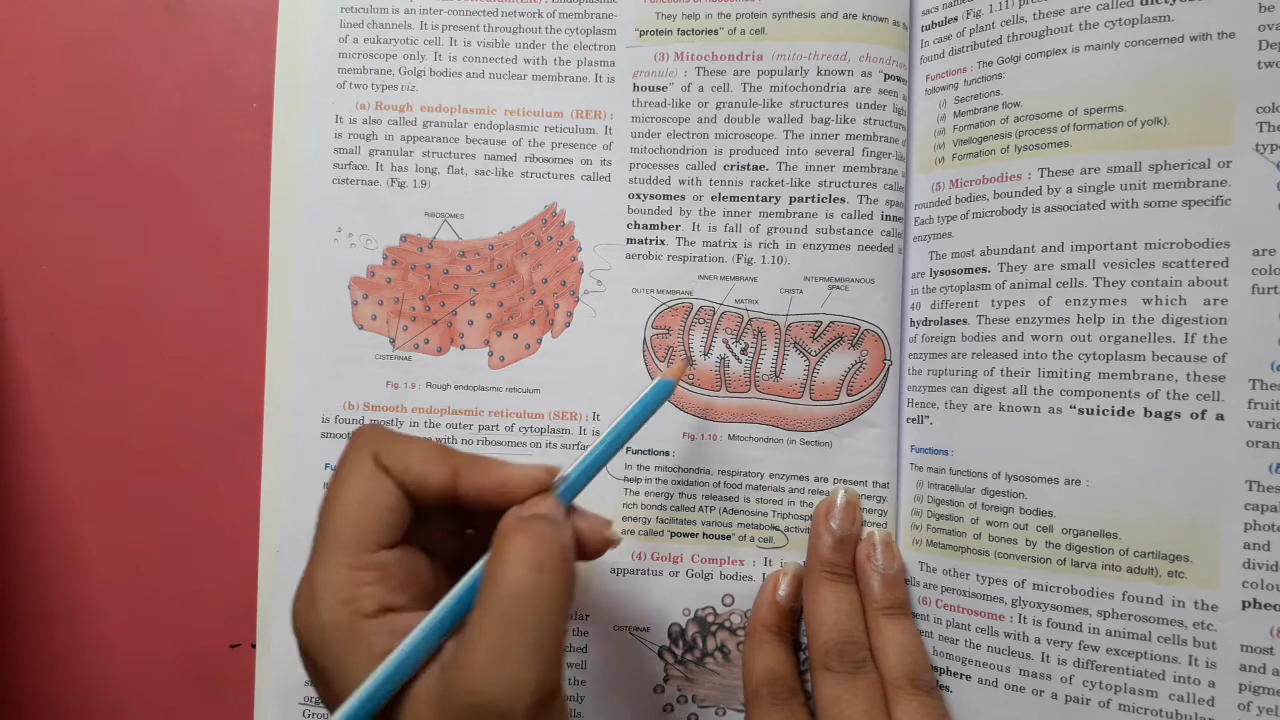 reticulum is an inter-connected network of membrane-
lined channels. It is present throughout the cytoplasm
of a eukaryotic cell. It is visible under the electron
microscope only. It is connected with the plasma
membrane, Golgi bodies and nuclear membrane. It is
of two types viz.
(a) Rough endoplasmic reticulum (RER) :
It is also called granular endoplasmic reticulum. It
is rough in appearance because of the presence of
small granular structures named ribosomes on its
surface. It has long, flat, sac-like structures called
cisternae. (Fig. 1.9)
RIBOSOMES
CISTERNAE
Fig. 1.9 : Rough endoplasmic reticulum
(b) Smooth endoplasmic reticulum (SER) : It
is found mostly in the outer part of cytoplasm. It is
with no ribosomes on its
ular
the
ched
well
the
only
lls.
They help in the protein synthesis and are known as
"protein factories" of a cell.
(3) Mitochondria (mito-thread,
granule) : These are popularly known as "power
house" of a cell. The mitochondria are seen
thread-like or granule-like structures under
microscope and double walled bag-like
under electron microscope. The inner membrane
mitochondrion is produced into several
processes called cristae. The inner membrane
studded with tennis racket-like structures
oxysomes or elementary particles. The
bounded by the inner membrane is called
chamber. It is fall of ground substance
matrix. The matrix is rich in enzymes needed
aerobic respiration. (Fig. 1.10).
INNER MEMBRANE
INTERMEMBRANOUS
SPACE
OUTER MEMBRANE
MATRIX
CRISTA
Fig. 1.10 : Mitochondrion (in Section)
Functions :
In the mitochondria, respiratory enzymes are present that
help in the oxidation of food materials and energy.
The energy thus released is stored in the
rich bonds called ATP (Adenosine
energy facilitates various metabolic
are called "power house" of a cell.
(4) Golgi Complex : It
apparatus or Golgi bodies.
CISTERNAE
tubules (Fig. 1.11)
In case of plant cells, these are called
found distributed throughout the cytoplasm.
Functions : The Golgi complex is mainly concerned with the
following functions:
(i) Secretions.
(ii) Membrane flow.
(iii) Formation of acrosome of sperms.
(iv) Vitellogenesis (process of formation of yolk).
(v) Formation of lysosomes.
(5) Microbodies : These are small spherical or
rounded bodies, bounded by a single unit membrane.
Each type of microbody is associated with some specific
enzymes.
The most abundant and important microbodies
are lysosomes. They are small vesicles scattered
in the cytoplasm of animal cells. They contain about
40 different types of enzymes which are
hydrolases. These enzymes help in the digestion
of foreign bodies and worn out organelles. If the
enzymes are released into the cytoplasm because of
the rupturing of their limiting membrane, these
enzymes can digest all the components of the cell.
Hence, they are known as "suicide bags of a
cell".
Functions :
The main functions of lysosomes are :
(i) Intracellular digestion.
(ii) Digestion of foreign bodies.
(iii) Digestion of worn out cell organelles.
(iv) Formation of bones by the digestion of cartilages.
(v) Metamorphosis (conversion of larva into adult), etc.
The other types of microbodies found in the
are peroxisomes, glyoxysomes, spherosomes, etc.
(6) Centrosome : It is found in animal cells but
in plant cells with a very few exceptions. It is
near the nucleus. It is differentiated into
homogeneous mass of cytoplasm called
and one or a pair of
be
two
are
furt
fruit
and
most
and a
of yel